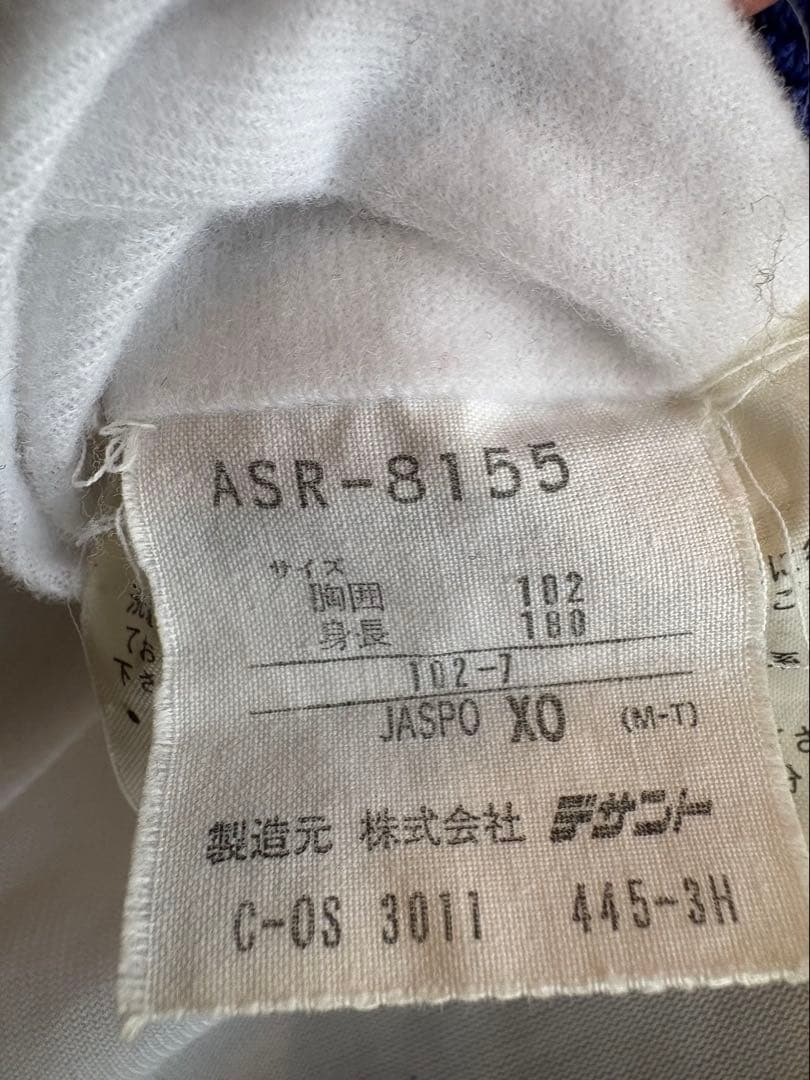 ASR-8155
サイズ
胸囲 102
身長 180
102-7
JASPO XO (M-T)
製造元 株式会社 デサント
C-OS 3011 445-3H